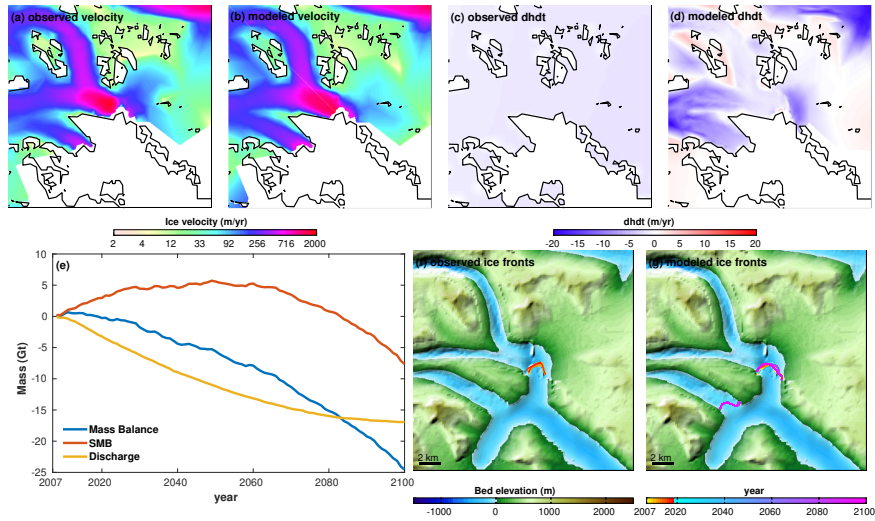 (a) observed velocity
(b) modeled velocity
(c) observed dhdt
(d) modeled dhdt
Ice velocity (m/yr)
2 4 12 33 92 256 716 2000
dhdt (m/yr)
-20 -15 -10 -5 0 5 10 15 20
(e)
Mass (Gt)
10
5
0
-5
-10
-15
-20
-25
Mass Balance
SMB
Discharge
2007 2020 2040 2060 2080 2100
year
(f) observed ice fronts
2 km
(g) modeled ice fronts
2 km
Bed elevation (m)
-1000 0 1000 2000
year
2007 2020 2040 2060 2080 2100